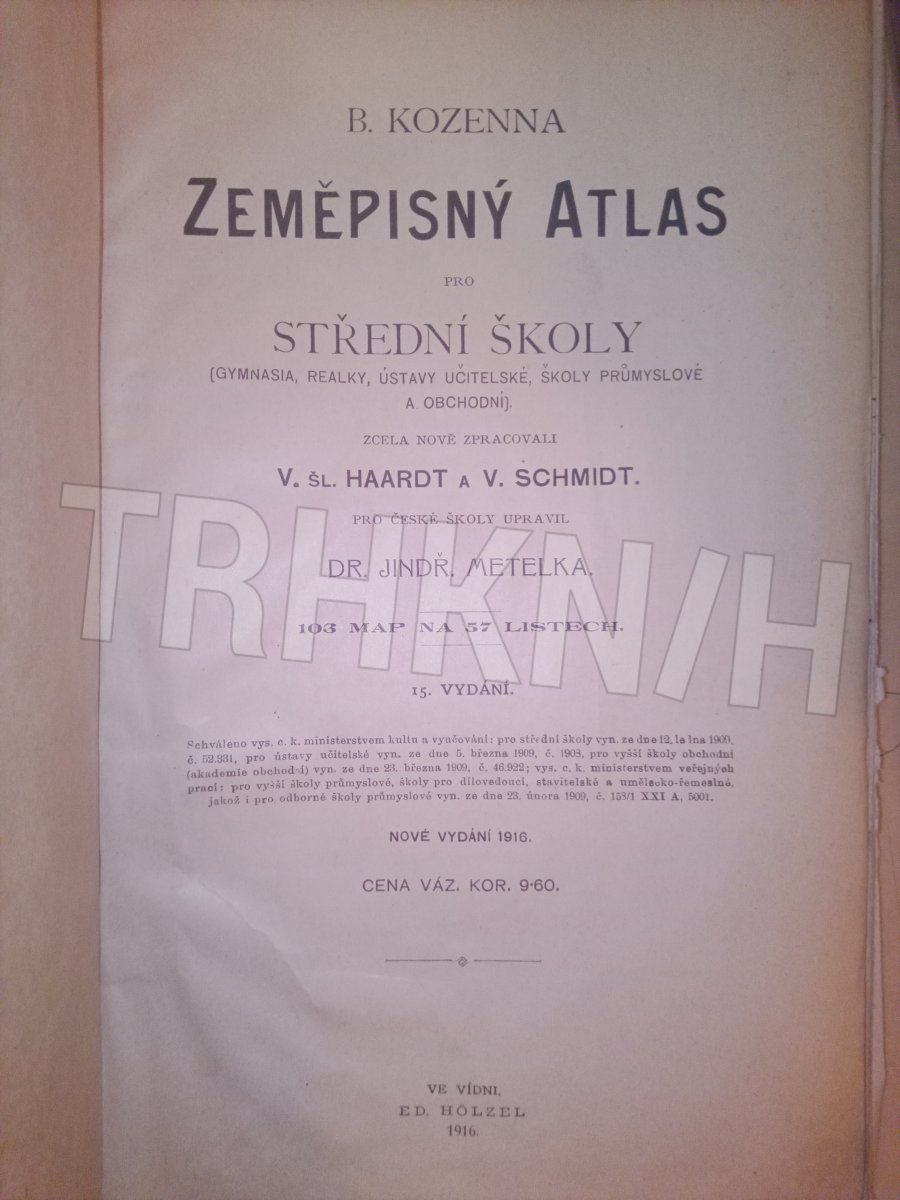 B. KOZENNA
ZEMĚPISNÝ ATLAS
PRO
STŘEDNÍ ŠKOLY
(GYMNASIA, REALKY, ÚSTAVY UČITELSKÉ, ŠKOLY PRŮMYSLOVÉ
A OBCHODNÍ).
ZCELA NOVĚ ZPRACOVALI
V. ŠL. HAARDT A V. SCHMIDT.
PRO ČESKÉ ŠKOLY UPRAVIL
DR. JINDŘ. METELKA.
TRHKN/H
103 MAP NA 57 LISTECH.
15. VYDÁNÍ.
Schváleno vys. c. k. ministerstvem kultu a vyučování: pro střední školy vyn. ze dne 12. 1909,
č. 52.331, pro ústavy učitelské vyn. ze dne 5. března 1909, č. 1908, pro vyšší školy obchodní
(akademie obchodní) vyn. ze dne 23. března 1909, č. 46.922; vys. c. k. ministerstvem veřejných
prací: pro vyšší školy průmyslové, školy pro dílovedoucí, stavitelské a umělecko-řemeslné,
jakož i pro odborné školy průmyslové vyn. ze dne 23. února 1909, č. 153/1 XXI A, 5001.
NOVÉ VYDÁNÍ 1916.
CENA VÁZ. KOR. 9·60.
VE VÍDNI,
ED. HÖLZEL
1916.